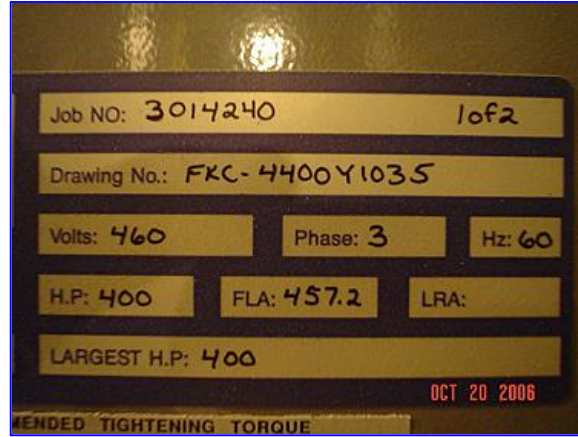 Job NO: 3014240 1of2
Drawing No.: FKC-4400Y1035
Volts: 460 Phase: 3 Hz: 60
H.P: 400 FLA: 457.2 LRA:
LARGEST H.P: 400
OCT 20 2006
TIGHTENING TORQUE